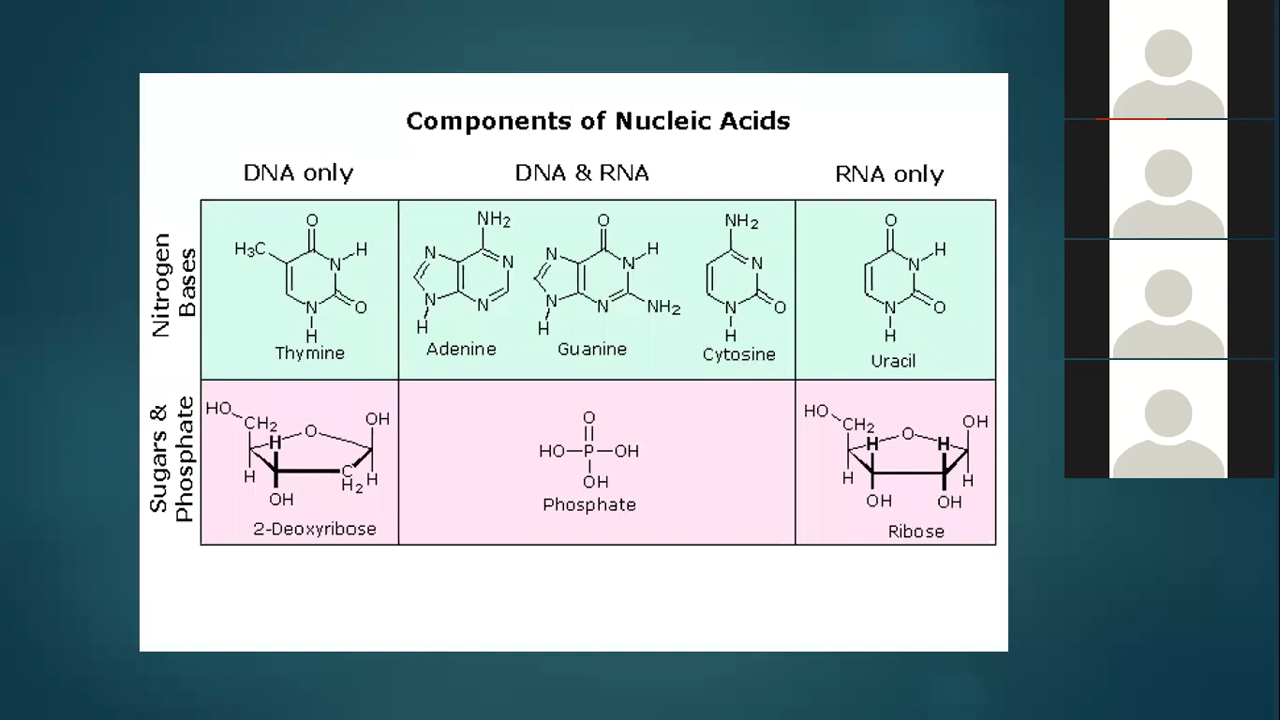 Components of Nucleic Acids
DNA only
DNA & RNA
RNA only
Nitrogen
Bases
O
H₃C
N
H
N
O
H
Thymine
NH₂
N
N
N
N
H
Adenine
O
N
N
H
N
N
NH₂
H
Guanine
NH₂
N
N
O
H
Cytosine
O
N
H
N
O
H
Uracil
Sugars &
Phosphate
HO
CH₂
O
OH
H
H
C
H₂
H
OH
2-Deoxyribose
O
HO
P
OH
OH
Phosphate
HO
CH₂
O
OH
H
H
H
H
OH
OH
Ribose